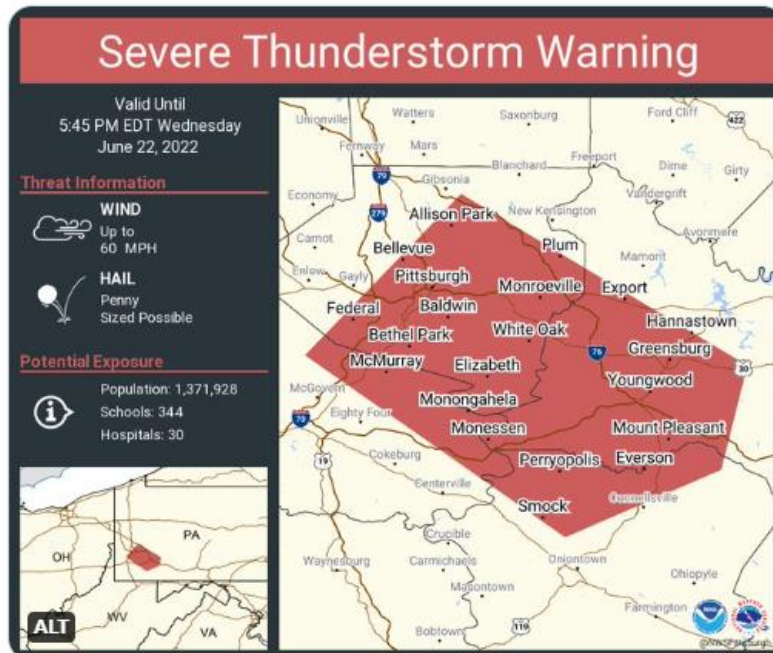 Severe Thunderstorm Warning
Valid Until
5:45 PM EDT Wednesday
June 22, 2022
Threat Information
WIND
Up to
60 MPH
HAIL
Penny
Sized Possible
Potential Exposure
Population: 1,371,928
Schools: 344
Hospitals: 30
OH
PA
WV
VA
ALT
Unionville
Watters
Saxonburg
Ford Cliff
422
Fernway
Mars
Blanchard
Freeport
Dime
Girty
79
Gibsonia
Economy
Vandergrift
279
Allison Park
New Kensington
Avonmore
Carnot
Bellevue
Plum
Mamont
Enlow
Gayly
Pittsburgh
Monroeville
Export
Federal
Baldwin
Hannastown
Bethel Park
White Oak
Greensburg
McMurray
Elizabeth
76
30
Youngwood
McGovern
Monongahela
70
Eighty Four
Monessen
Mount Pleasant
19
Cokeburg
Perryopolis
Everson
Centerville
Smock
Connellsville
Crucible
Waynesburg
Carmichaels
Uniontown
Masontown
Ohiopyle
119
Farmington
Bobtown
@NWSPittsburgh